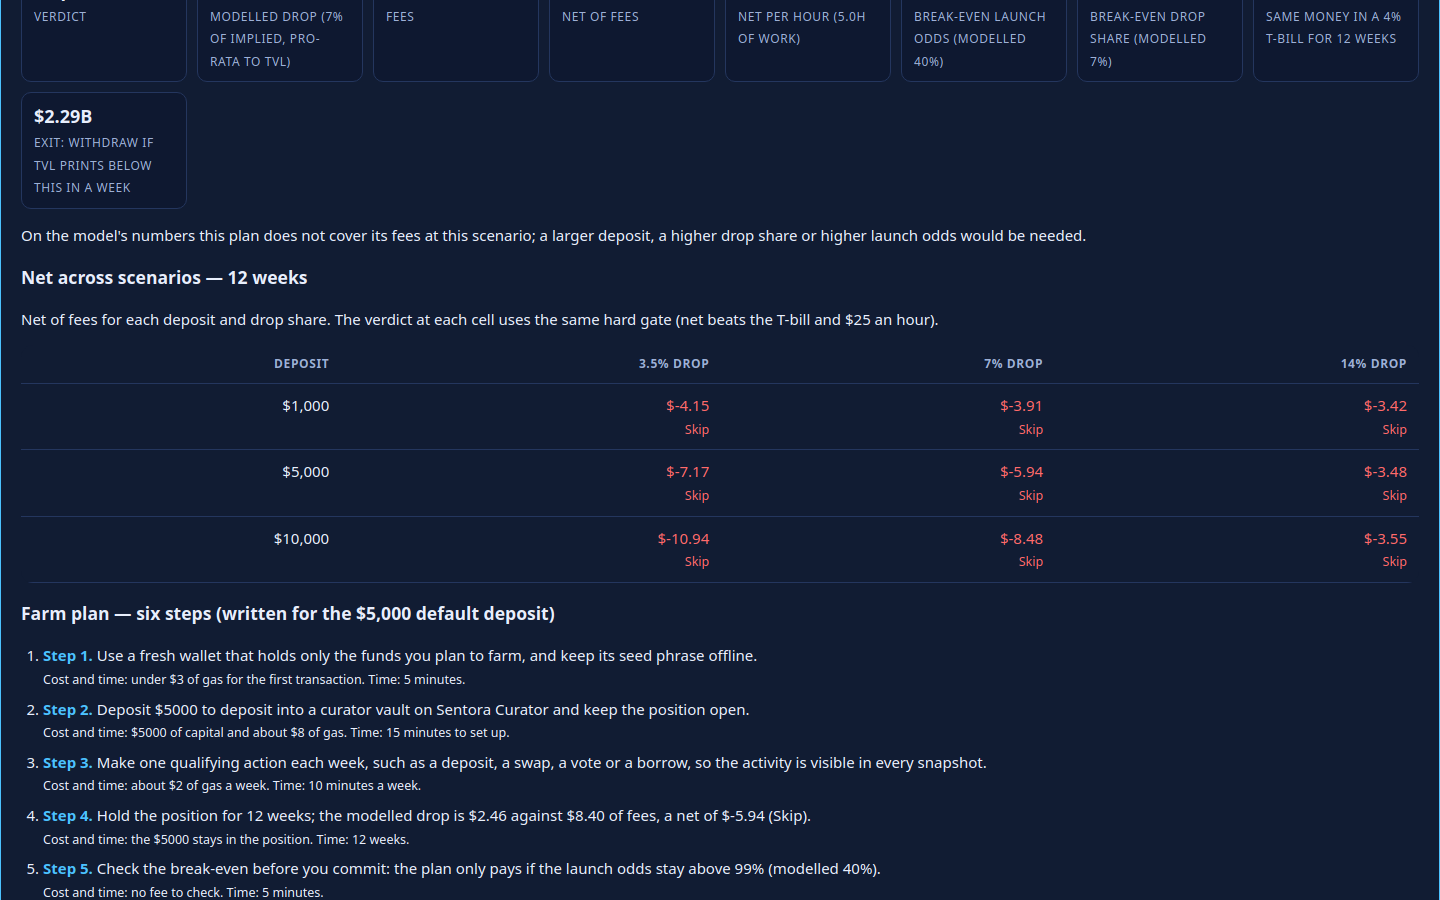 VERDICT
MODELLED DROP (7%
OF IMPLIED, PRO-
RATA TO TVL)
FEES
NET OF FEES
NET PER HOUR (5.0H
OF WORK)
BREAK-EVEN LAUNCH
ODDS (MODELLED
40%)
BREAK-EVEN DROP
SHARE (MODELLED
7%)
SAME MONEY IN A 4%
T-BILL FOR 12 WEEKS
$2.29B
EXIT: WITHDRAW IF
TVL PRINTS BELOW
THIS IN A WEEK
On the model's numbers this plan does not cover its fees at this scenario; a larger deposit, a higher drop share or higher launch odds would be needed.
Net across scenarios — 12 weeks
Net of fees for each deposit and drop share. The verdict at each cell uses the same hard gate (net beats the T-bill and $25 an hour).
DEPOSIT 3.5% DROP 7% DROP 14% DROP
$1,000 $-4.15 $-3.91 $-3.42
Skip Skip Skip
$5,000 $-7.17 $-5.94 $-3.48
Skip Skip Skip
$10,000 $-10.94 $-8.48 $-3.55
Skip Skip Skip
Farm plan — six steps (written for the $5,000 default deposit)
1. Step 1. Use a fresh wallet that holds only the funds you plan to farm, and keep its seed phrase offline.
Cost and time: under $3 of gas for the first transaction. Time: 5 minutes.
2. Step 2. Deposit $5000 to deposit into a curator vault on Sentora Curator and keep the position open.
Cost and time: $5000 of capital and about $8 of gas. Time: 15 minutes to set up.
3. Step 3. Make one qualifying action each week, such as a deposit, a swap, a vote or a borrow, so the activity is visible in every snapshot.
Cost and time: about $2 of gas a week. Time: 10 minutes a week.
4. Step 4. Hold the position for 12 weeks; the modelled drop is $2.46 against $8.40 of fees, a net of $-5.94 (Skip).
Cost and time: the $5000 stays in the position. Time: 12 weeks.
5. Step 5. Check the break-even before you commit: the plan only pays if the launch odds stay above 99% (modelled 40%).
Cost and time: no fee to check. Time: 5 minutes.